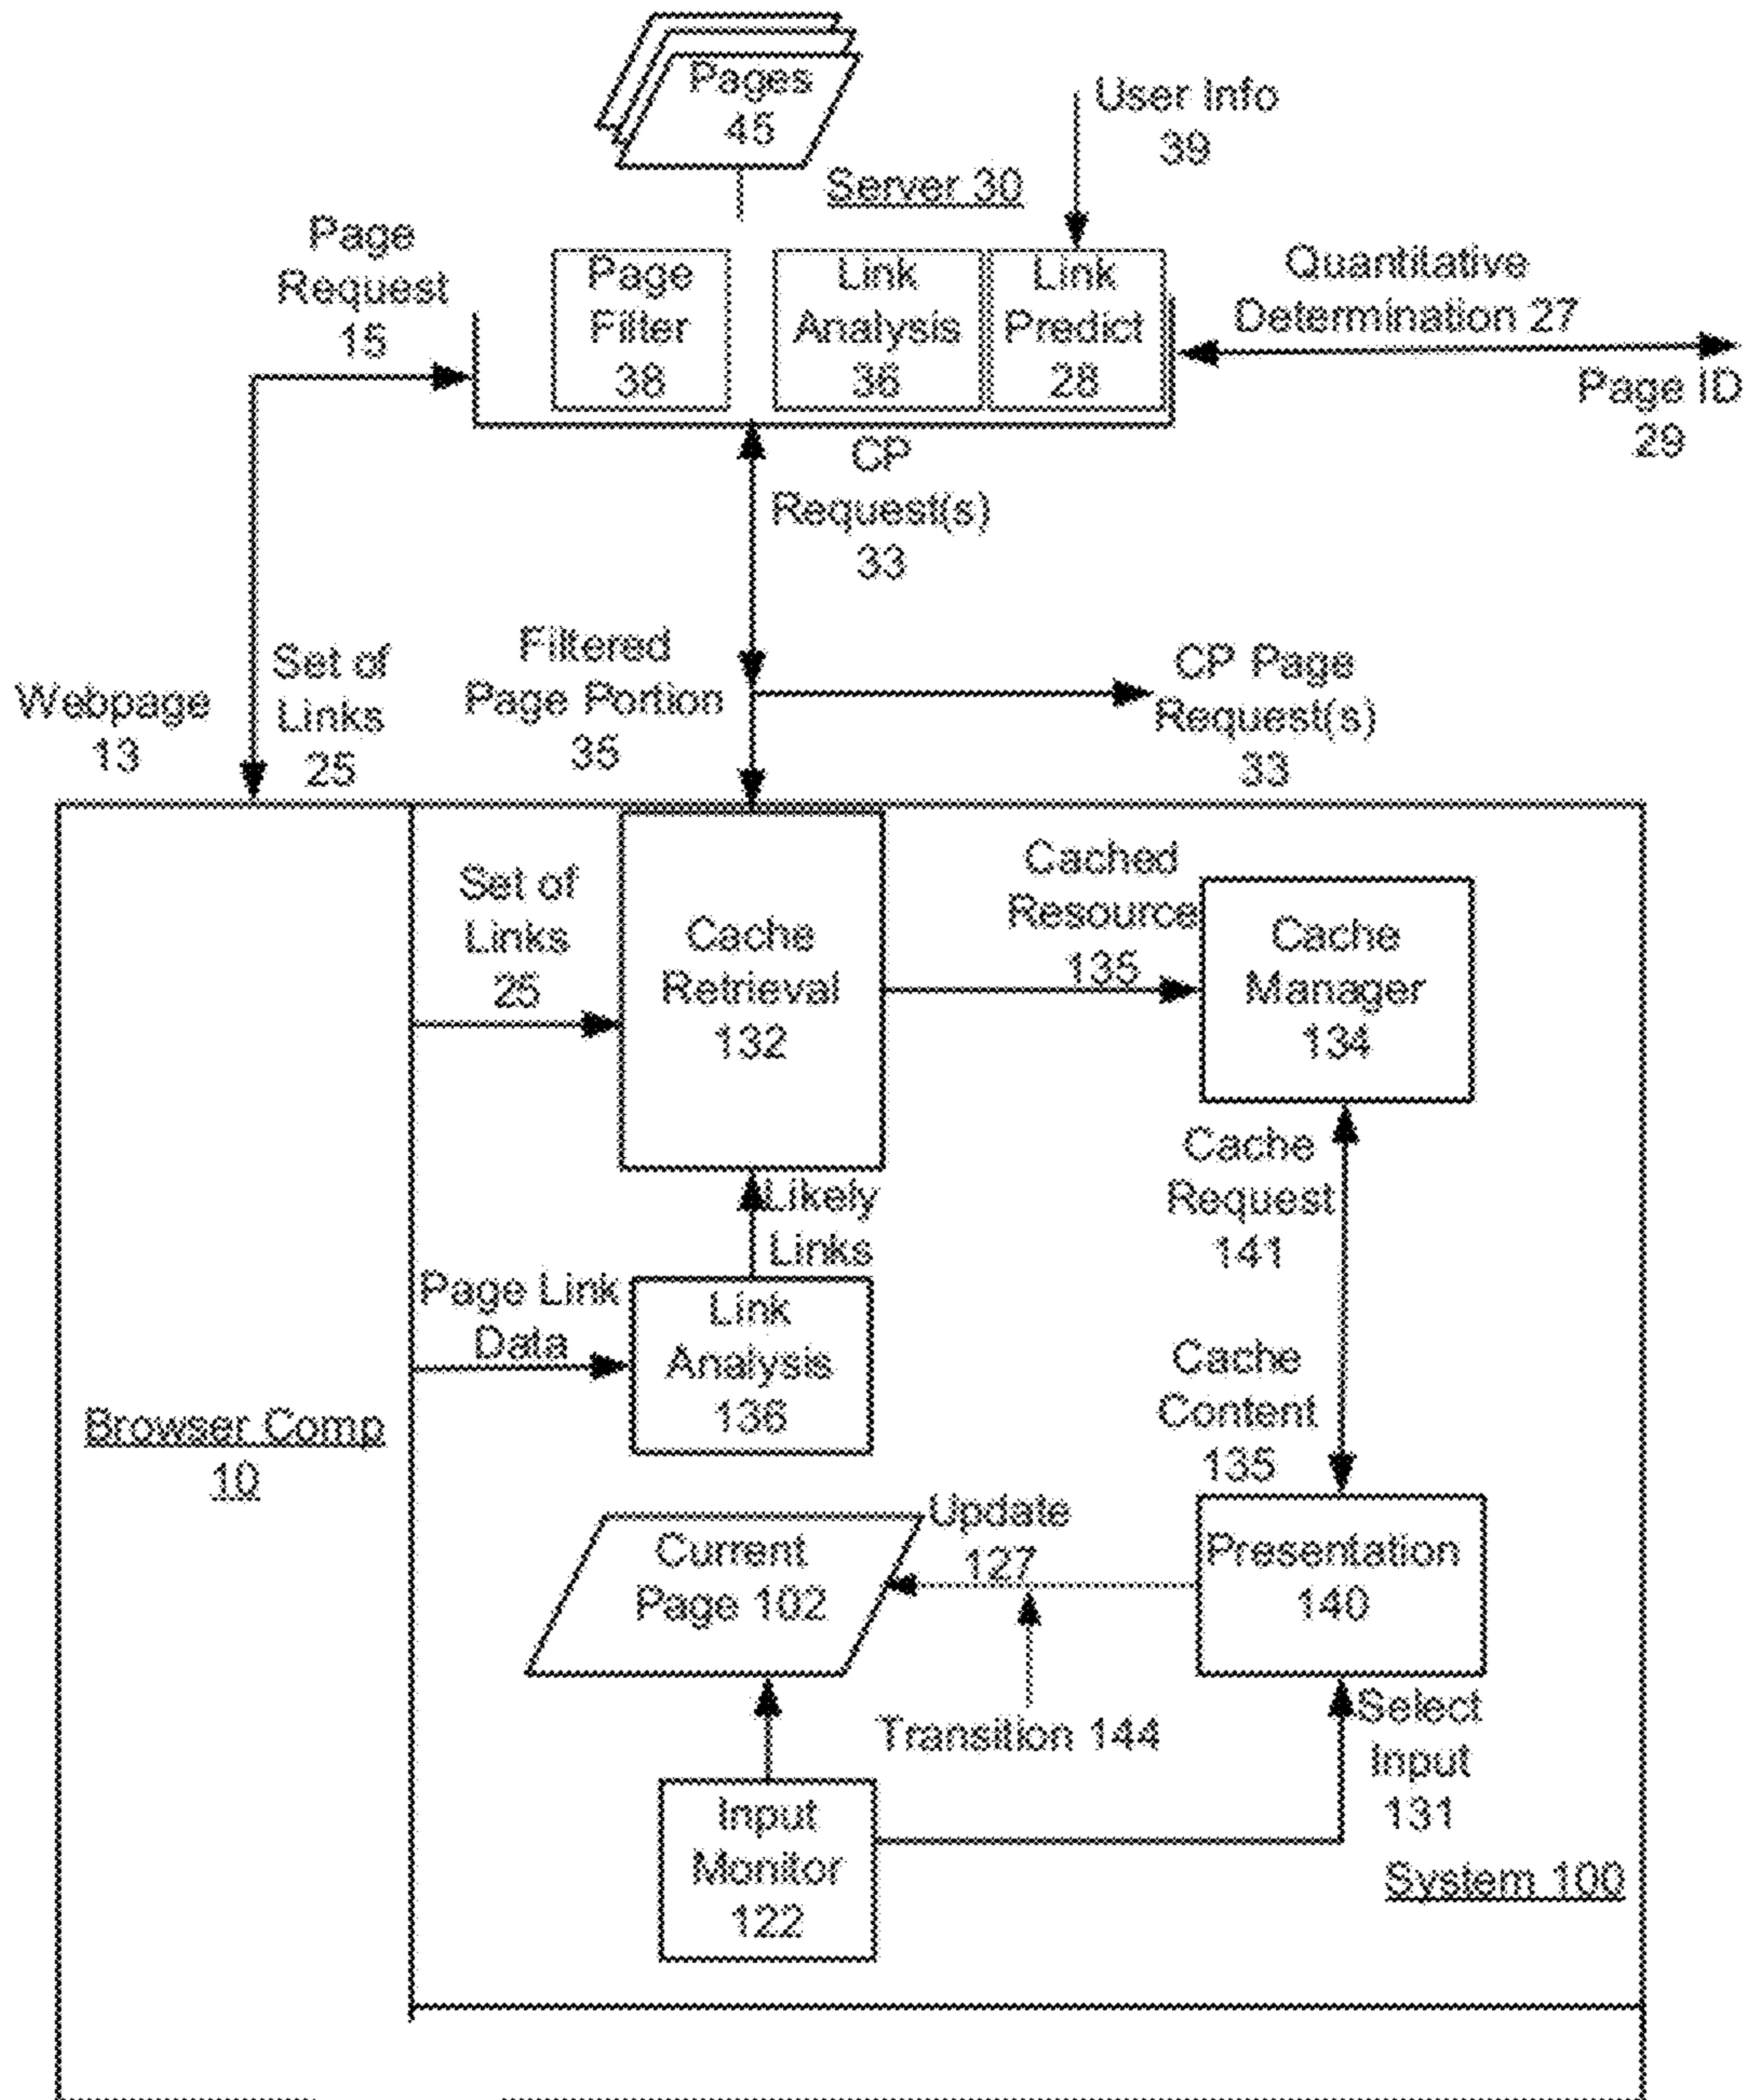 Pages
45
User Info
39
Server 30
Page
Request
15
Page
Filter
38
Link
Analysis
36
Link
Predict
28
Quantitative
Determination 27
Page ID
29
CP
Request(s)
33
Webpage
13
Set of
Links
25
Filtered
Page Portion
35
CP Page
Request(s)
33
Set of
Links
25
Cache
Retrieval
132
Cached
Resource
135
Cache
Manager
134
Likely
Links
Cache
Request
141
Page Link
Data
Link
Analysis
136
Cache
Content
135
Browser Comp
10
Current
Page 102
Update
127
Presentation
140
Transition 144
Select
Input
131
Input
Monitor
122
System 100